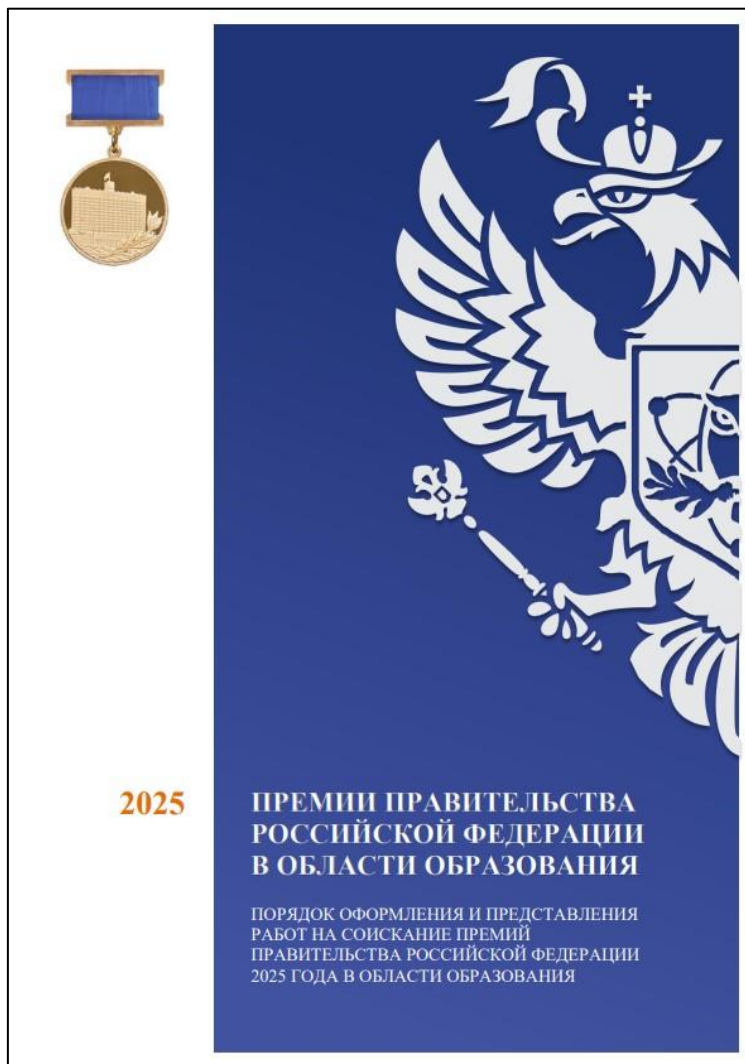 2025
ПРЕМИИ ПРАВИТЕЛЬСТВА
РОССИЙСКОЙ ФЕДЕРАЦИИ
В ОБЛАСТИ ОБРАЗОВАНИЯ
ПОРЯДОК ОФОРМЛЕНИЯ И ПРЕДСТАВЛЕНИЯ
РАБОТ НА СОИСКАНИЕ ПРЕМИЙ
ПРАВИТЕЛЬСТВА РОССИЙСКОЙ ФЕДЕРАЦИИ
2025 ГОДА В ОБЛАСТИ ОБРАЗОВАНИЯ